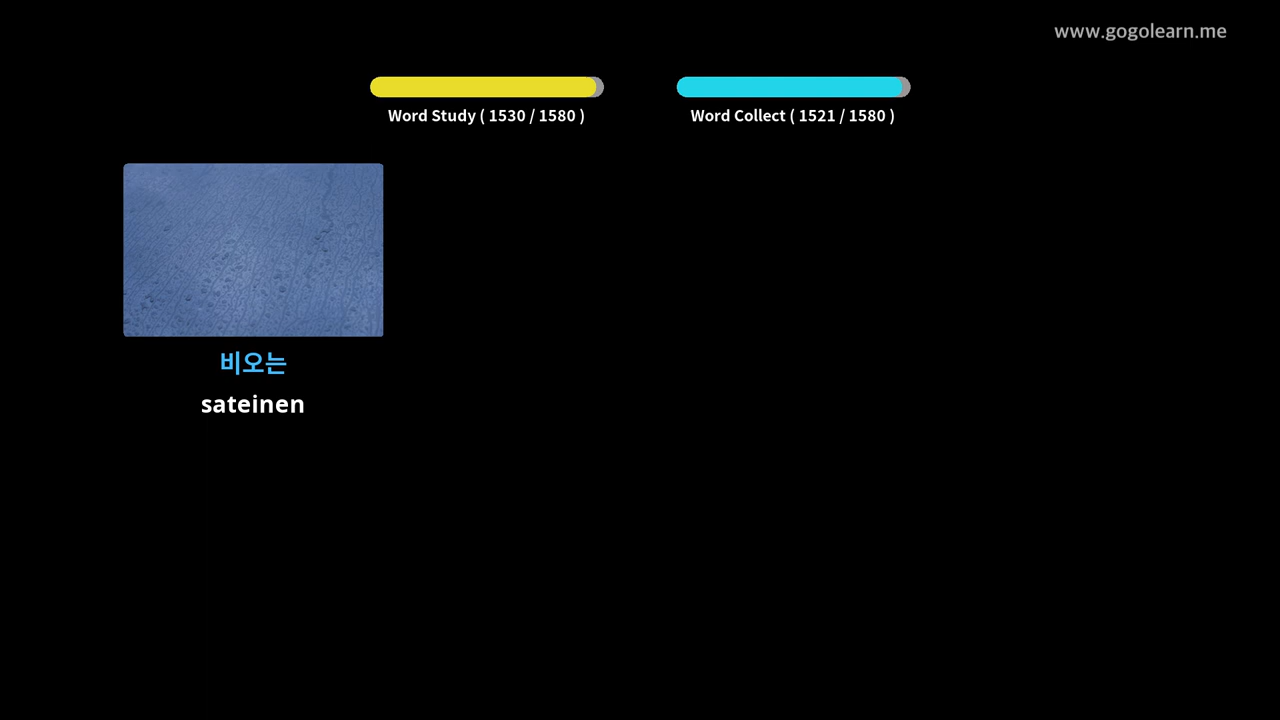 www.gogolearn.me
Word Study ( 1530 / 1580 )
Word Collect ( 1521 / 1580 )
비오는
sateinen